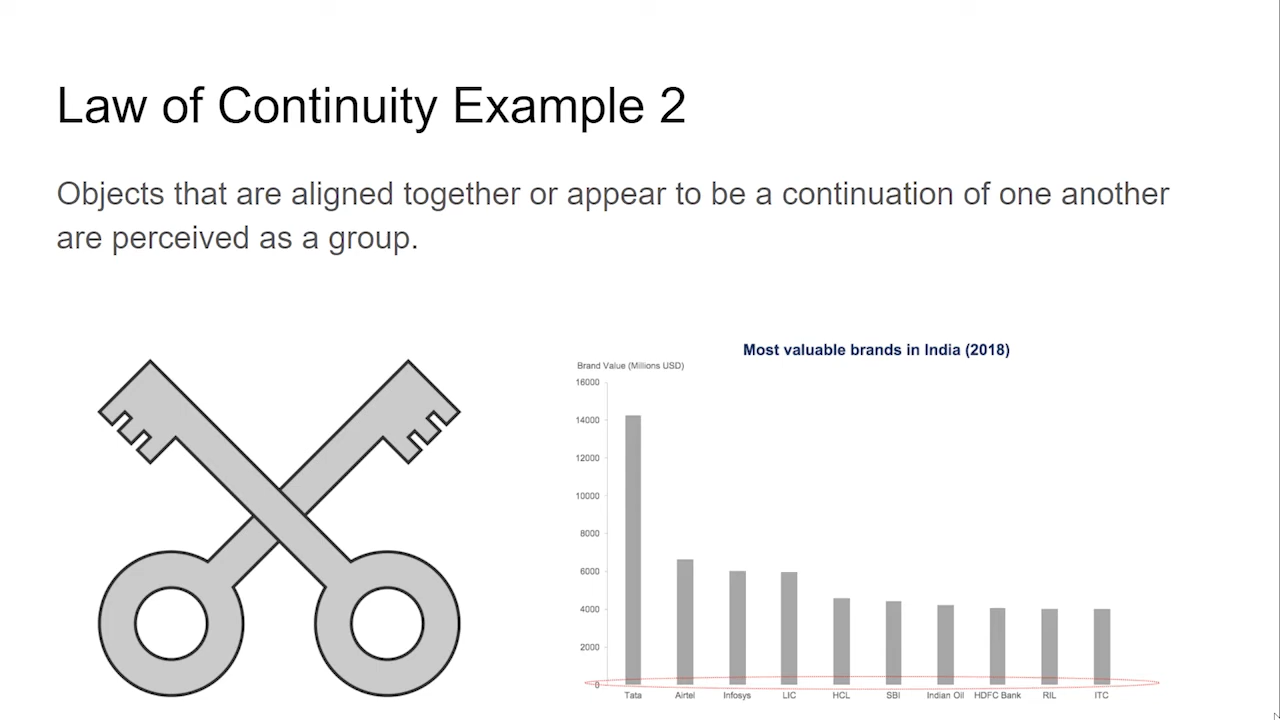 Law of Continuity Example 2
Objects that are aligned together or appear to be a continuation of one another
are perceived as a group.
Most valuable brands in India (2018)
Brand Value (Millions USD)
16000
14000
12000
10000
8000
6000
4000
2000
0
Tata Airtel Infosys LIC HCL SBI Indian Oil HDFC Bank RIL ITC